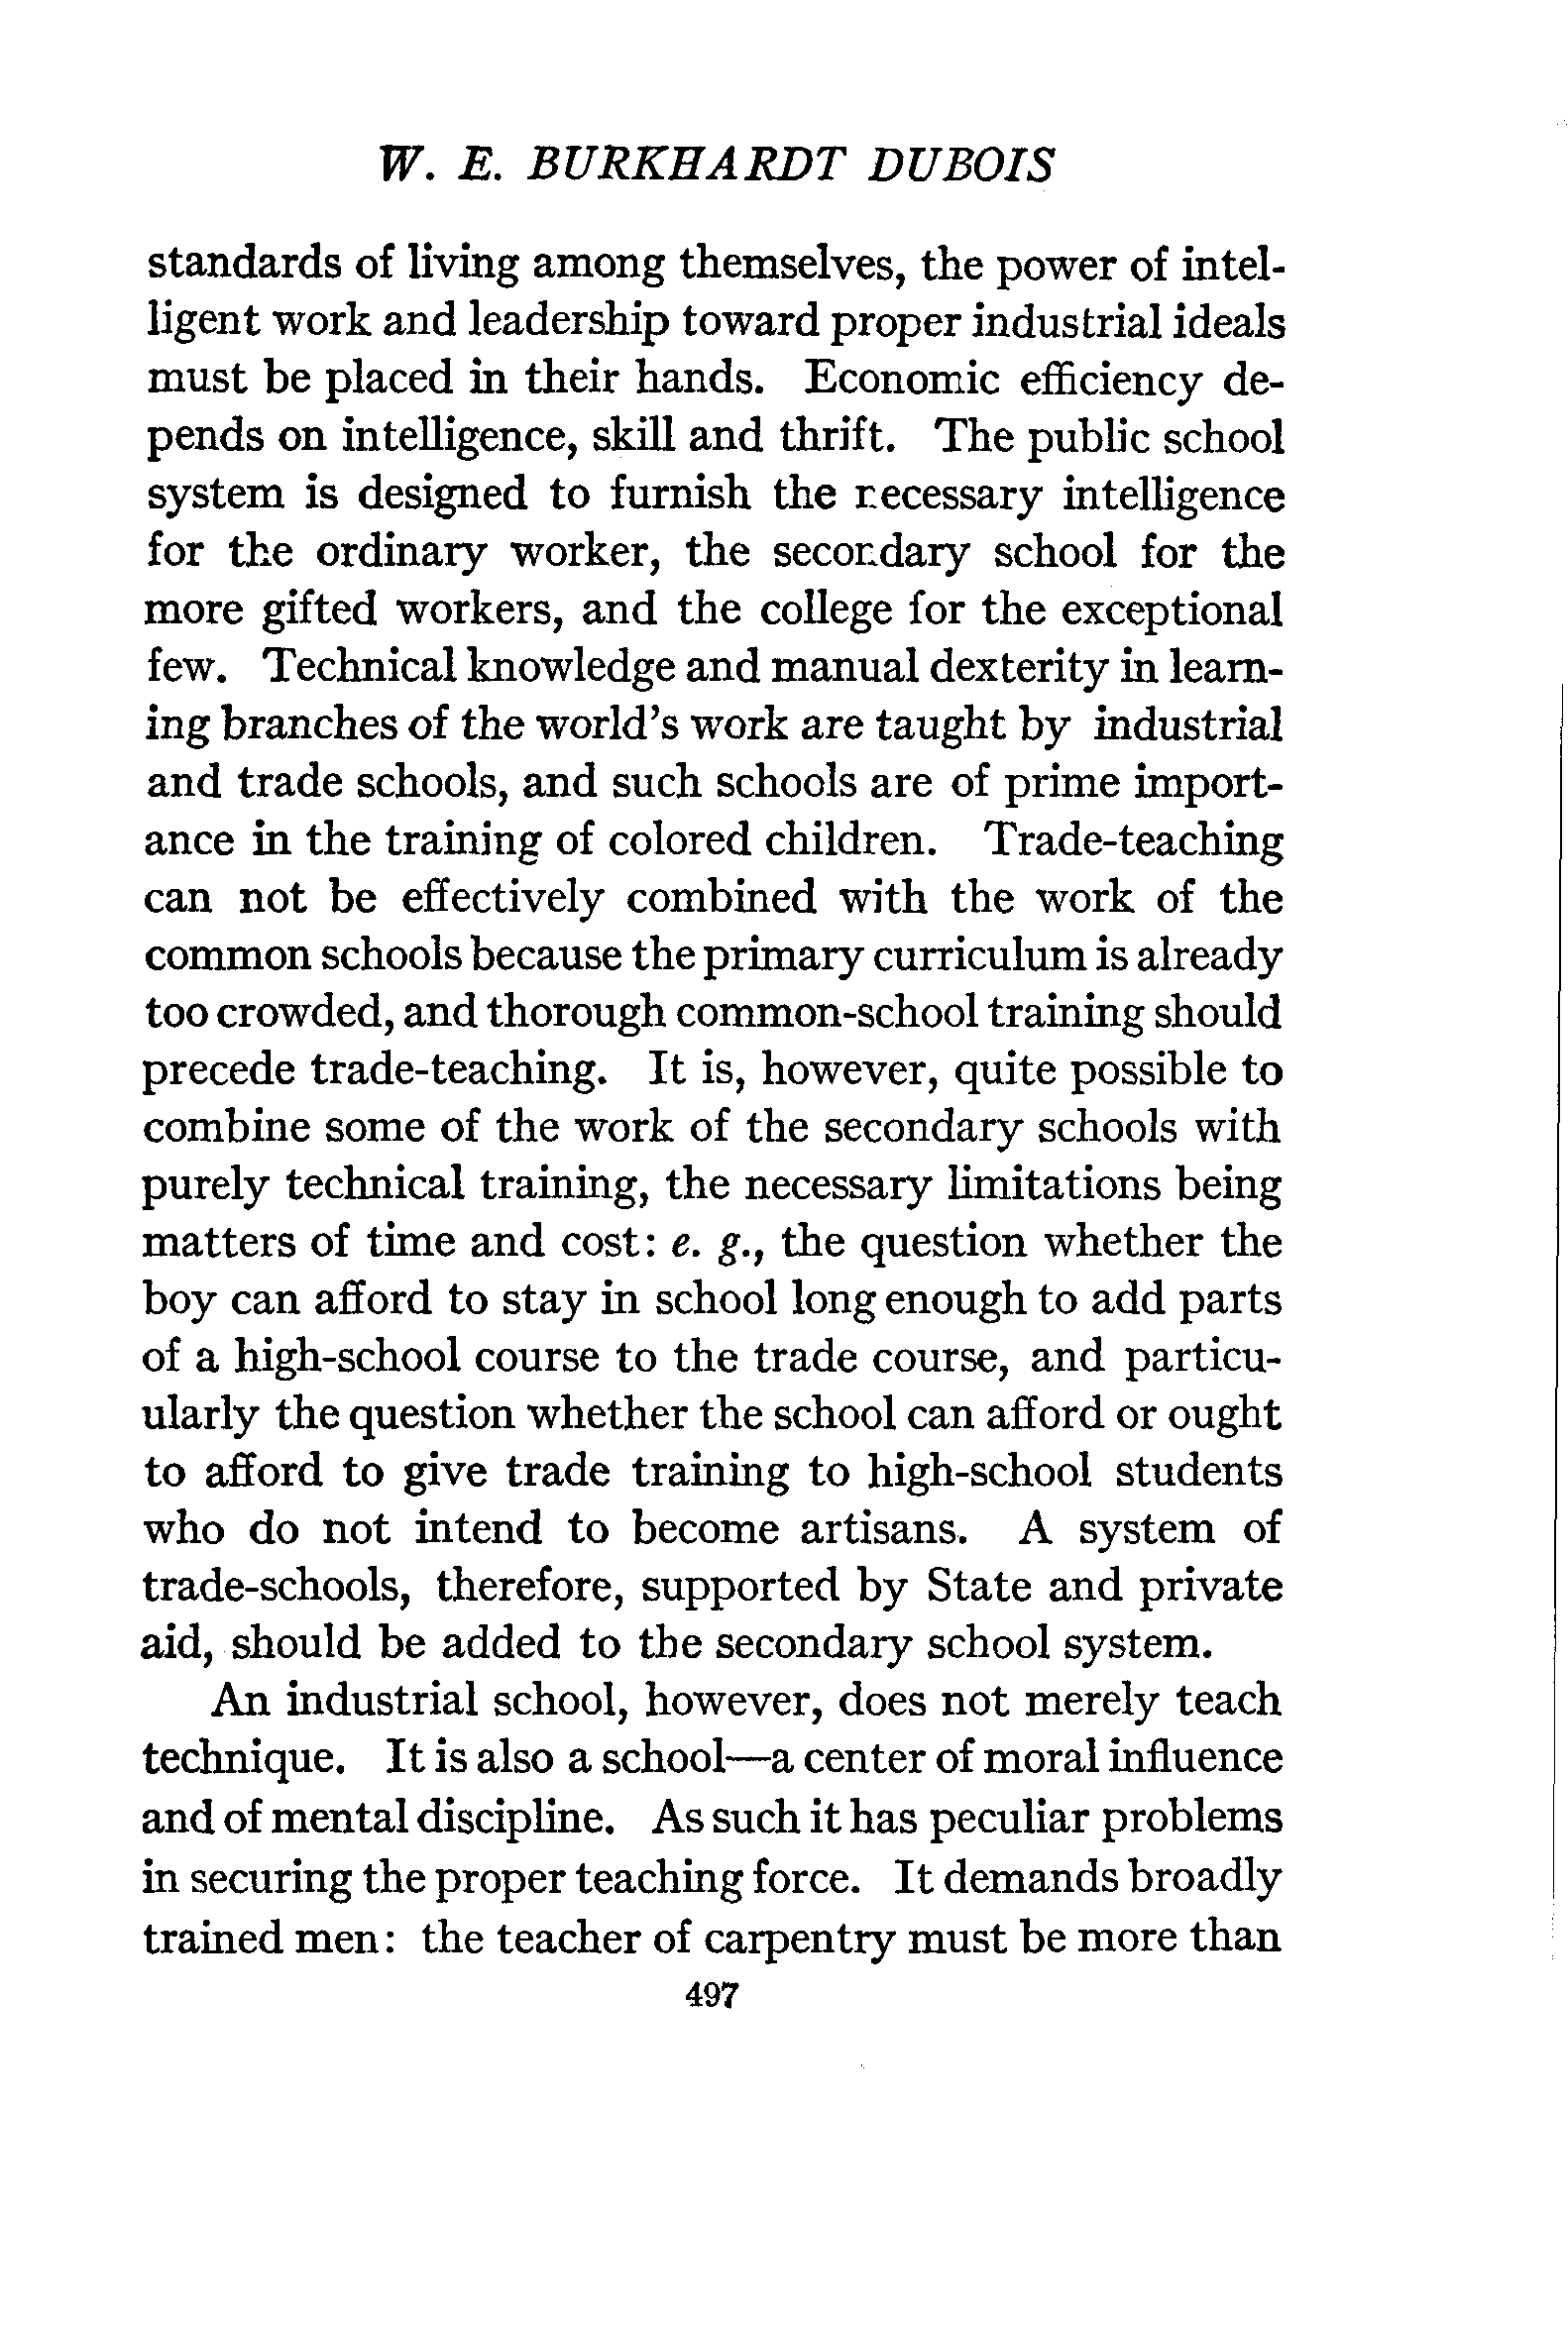 W. E. BURKHARDT DUBOIS
standards of living among themselves, the power of intel-
ligent work and leadership toward proper industrial ideals
must be placed in their hands. Economic efficiency de-
pends on intelligence, skill and thrift. The public school
system is designed to furnish the necessary intelligence
for the ordinary worker, the secondary school for the
more gifted workers, and the college for the exceptional
few. Technical knowledge and manual dexterity in learn-
ing branches of the world's work are taught by industrial
and trade schools, and such schools are of prime import-
ance in the training of colored children. Trade-teaching
can not be effectively combined with the work of the
common schools because the primary curriculum is already
too crowded, and thorough common-school training should
precede trade-teaching. It is, however, quite possible to
combine some of the work of the secondary schools with
purely technical training, the necessary limitations being
matters of time and cost: e. g., the question whether the
boy can afford to stay in school long enough to add parts
of a high-school course to the trade course, and particu-
ularly the question whether the school can afford or ought
to afford to give trade training to high-school students
who do not intend to become artisans. A system of
trade-schools, therefore, supported by State and private
aid, should be added to the secondary school system.
An industrial school, however, does not merely teach
technique. It is also a school—a center of moral influence
and of mental discipline. As such it has peculiar problems
in securing the proper teaching force. It demands broadly
trained men: the teacher of carpentry must be more than
497